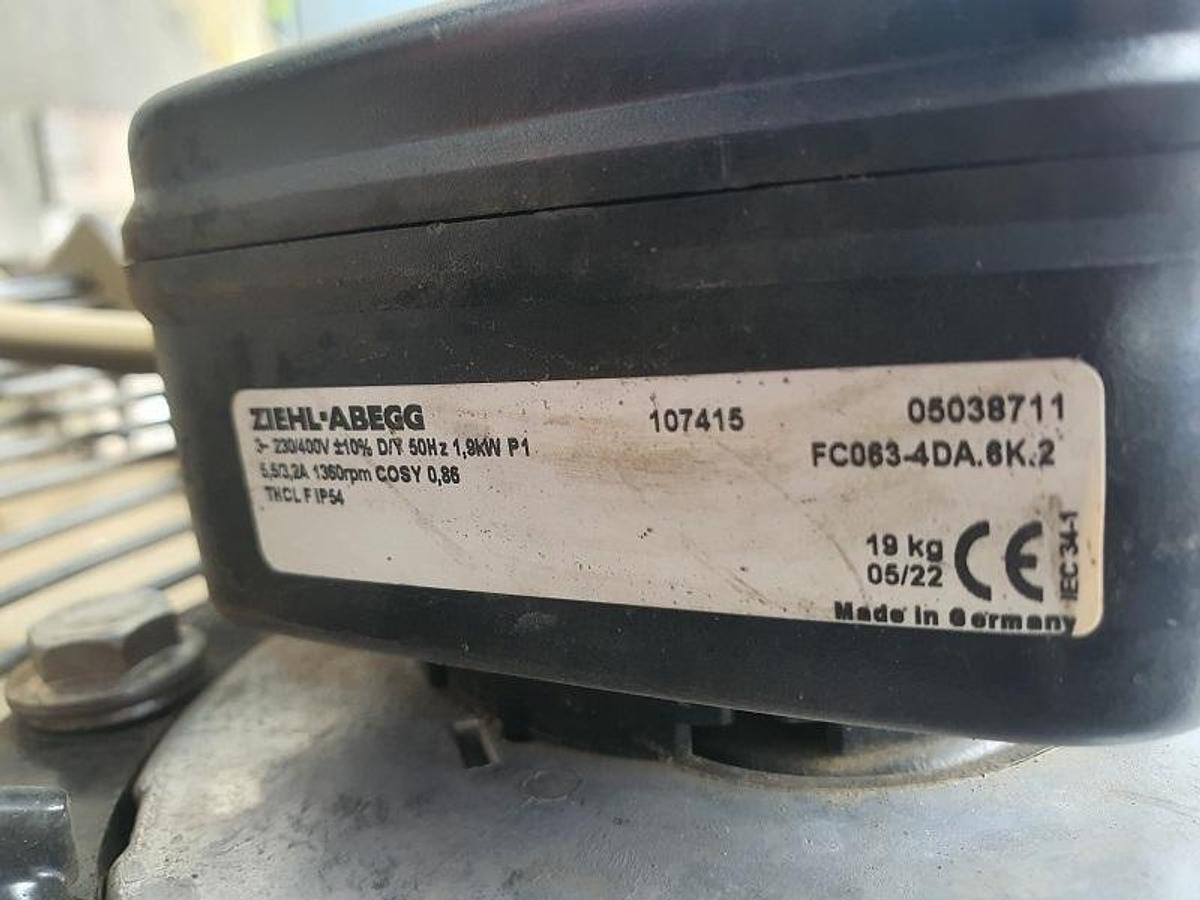 ZIEHL-ABEGG 107415 05038711
3~ 230/400V ±10% D/Y 50Hz 1,9kW P1 FC063-4DA.6K.2
5,5/3,2A 1360rpm COSY 0,86
THCL F IP54
19 kg
05/22
CE
IEC 34-1
Made in Germany